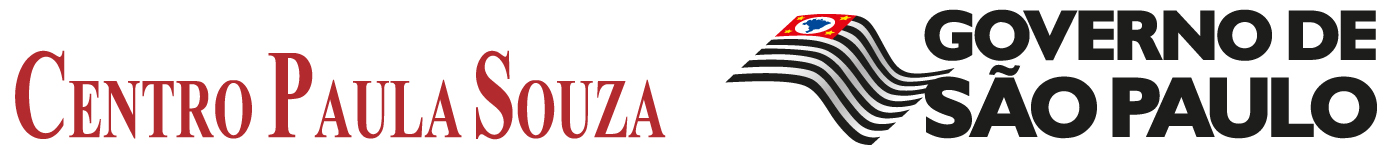 CENTRO PAULA SOUZA
GOVERNO DE
SÃO PAULO